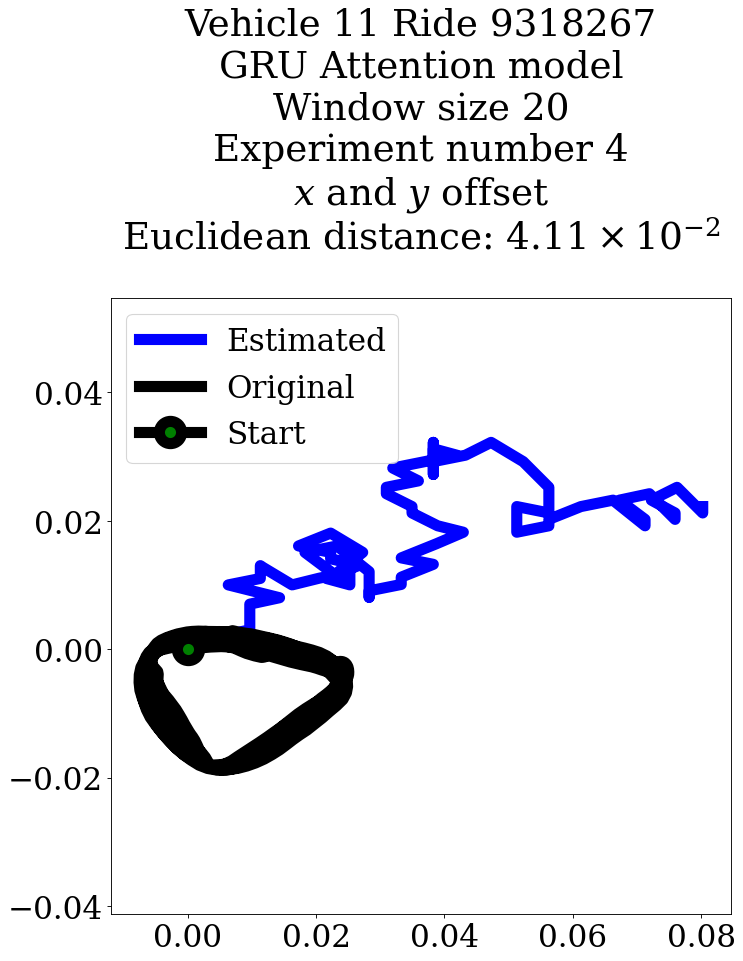 Vehicle 11 Ride 9318267
GRU Attention model
Window size 20
Experiment number 4
x and y offset
Euclidean distance: 4.11 × 10⁻²
Estimated
Original
Start
0.04
0.02
0.00
−0.02
−0.04
0.00 0.02 0.04 0.06 0.08